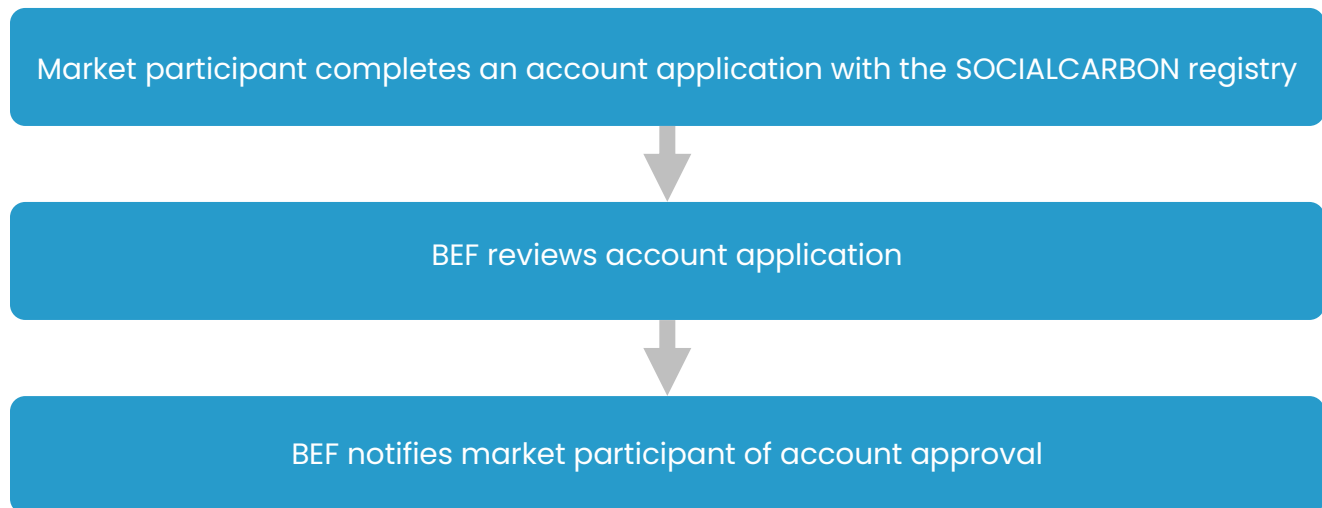 Market participant completes an account application with the SOCIALCARBON registry
BEF reviews account application
BEF notifies market participant of account approval